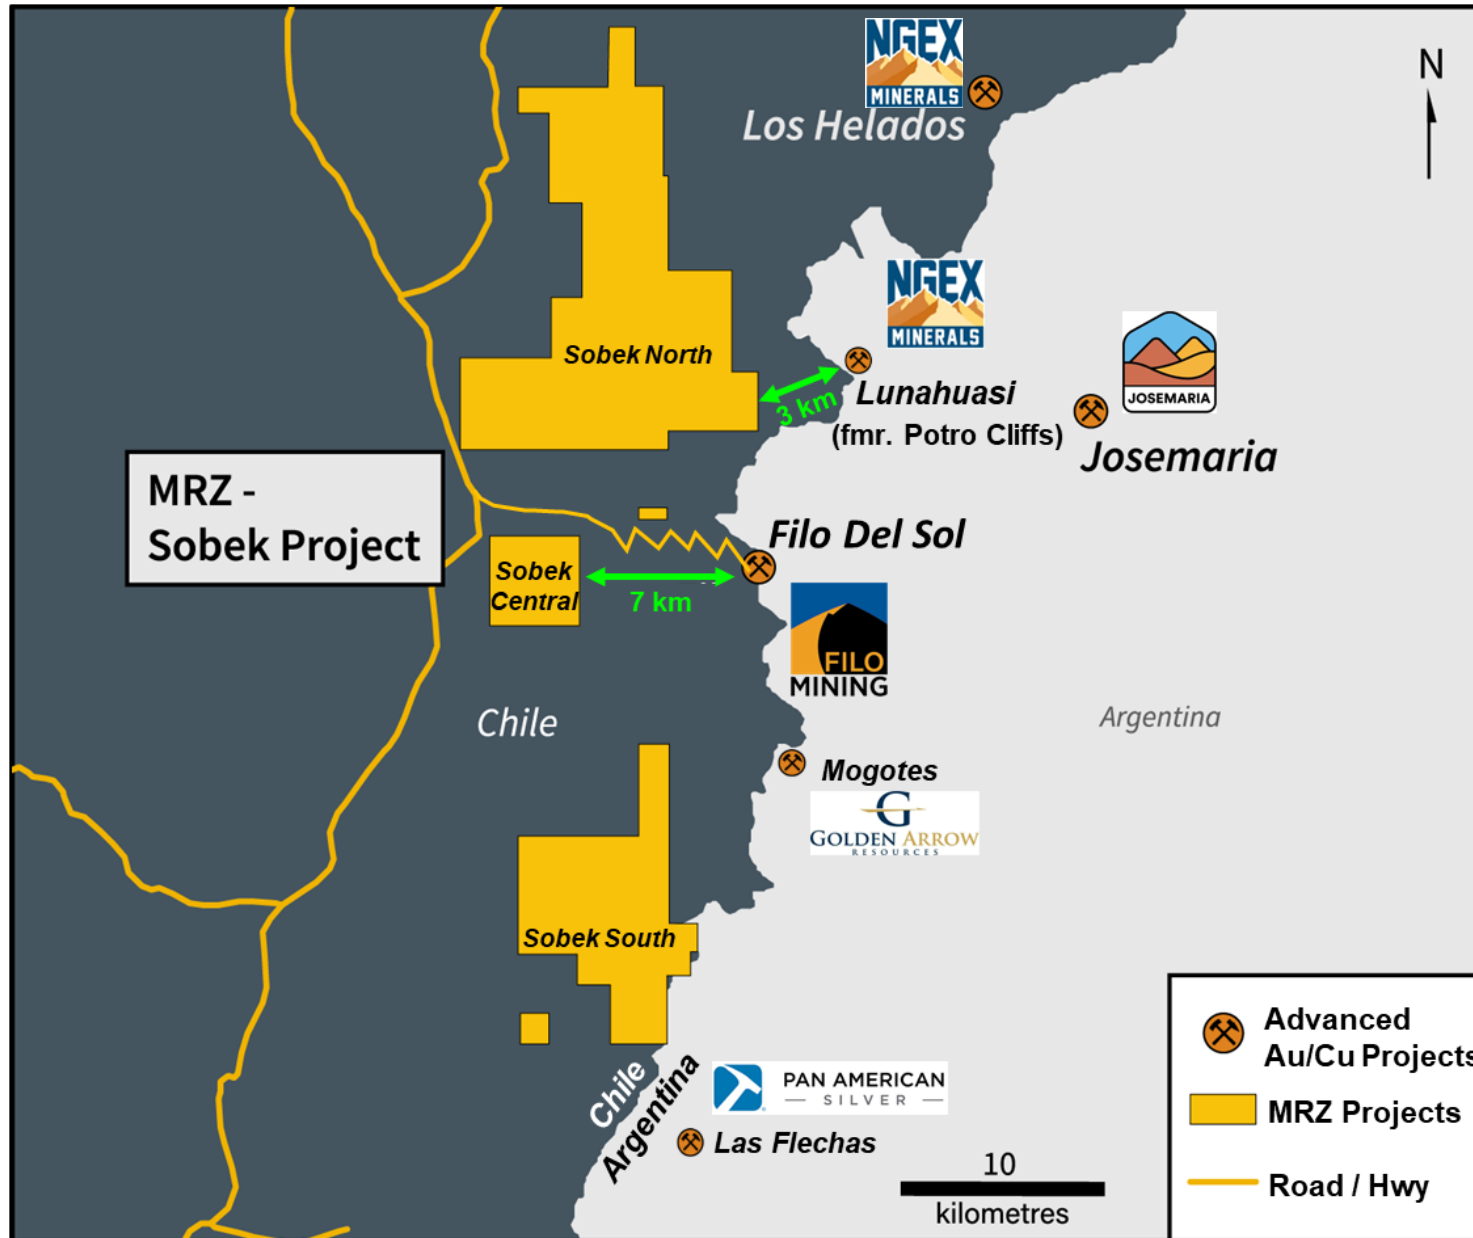 NGEX
MINERALS
Los Helados
N
NGEX
MINERALS
Sobek North
3 km
Lunahuasi
(fmr. Potro Cliffs)
JOSEMARIA
Josemaria
MRZ -
Sobek Project
Filo Del Sol
Sobek
Central
7 km
FILO
MINING
Chile
Argentina
Mogotes
G
GOLDEN ARROW
RESOURCES
Sobek South
Chile
Argentina
PAN AMERICAN
— SILVER —
Las Flechas
10
kilometres
Advanced
Au/Cu Projects
MRZ Projects
Road / Hwy